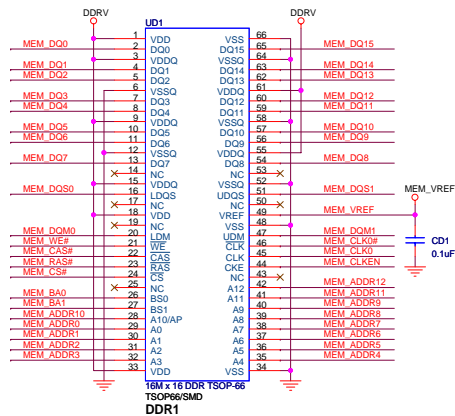 DDRV DDRV
UD1
1 VDD VSS 66
MEM_DQ0 2 DQ0 DQ15 65 MEM_DQ15
3 VDDQ VSSQ 64
MEM_DQ1 4 DQ1 DQ14 63 MEM_DQ14
MEM_DQ2 5 DQ2 DQ13 62 MEM_DQ13
6 VSSQ VDDQ 61
MEM_DQ3 7 DQ3 DQ12 60 MEM_DQ12
MEM_DQ4 8 DQ4 DQ11 59 MEM_DQ11
9 VDDQ VSSQ 58
MEM_DQ5 10 DQ5 DQ10 57 MEM_DQ10
MEM_DQ6 11 DQ6 DQ9 56 MEM_DQ9
12 VSSQ VDDQ 55
MEM_DQ7 13 DQ7 DQ8 54 MEM_DQ8
14 NC NC 53
15 VDDQ VSSQ 52
MEM_DQS0 16 LDQS UDQS 51 MEM_DQS1
17 NC NC 50 MEM_VREF
18 VDD VREF 49 MEM_VREF
19 NC VSS 48
MEM_DQM0 20 LDM UDM 47 MEM_DQM1
MEM_WE# 21 WE CLK 46 MEM_CLK0#
MEM_CAS# 22 CAS CLK 45 MEM_CLK0
MEM_RAS# 23 RAS CKE 44 MEM_CLKEN
MEM_CS# 24 CS NC 43
25 NC A12 42 MEM_ADDR12
MEM_BA0 26 BS0 A11 41 MEM_ADDR11
MEM_BA1 27 BS1 A9 40 MEM_ADDR9
MEM_ADDR10 28 A10/AP A8 39 MEM_ADDR8
MEM_ADDR0 29 A0 A7 38 MEM_ADDR7
MEM_ADDR1 30 A1 A6 37 MEM_ADDR6
MEM_ADDR2 31 A2 A5 36 MEM_ADDR5
MEM_ADDR3 32 A3 A4 35 MEM_ADDR4
33 VDD VSS 34
CD1
0.1uF
16M x 16 DDR TSOP-66
TSOP66/SMD
DDR1